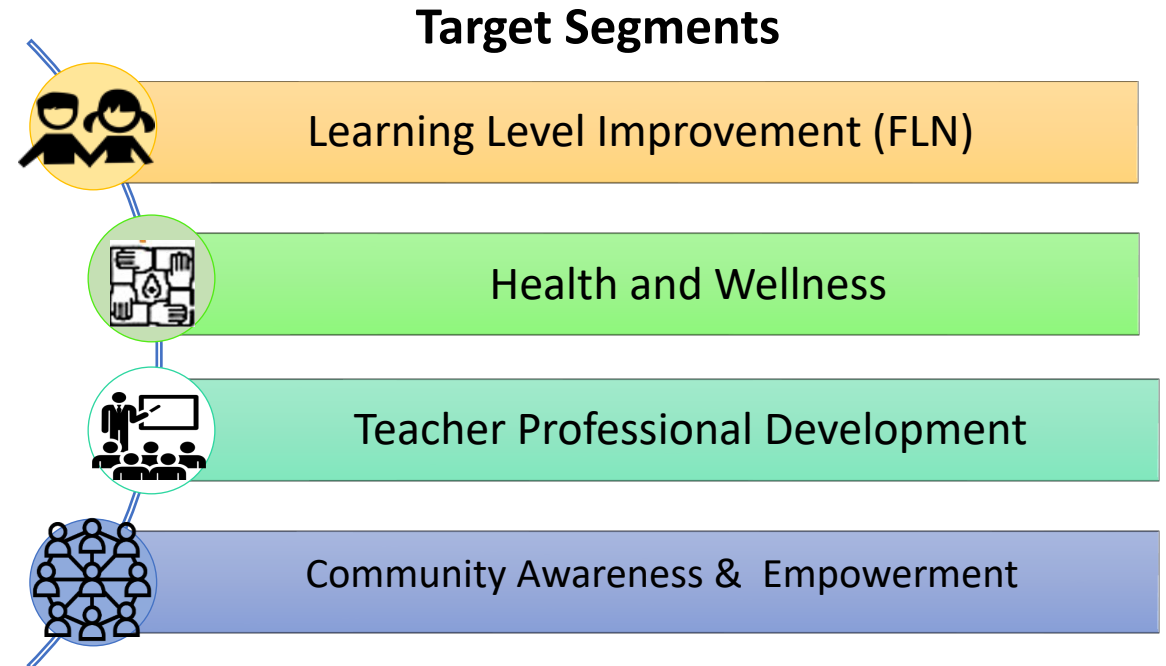 Target Segments
Learning Level Improvement (FLN)
Health and Wellness
Teacher Professional Development
Community Awareness & Empowerment